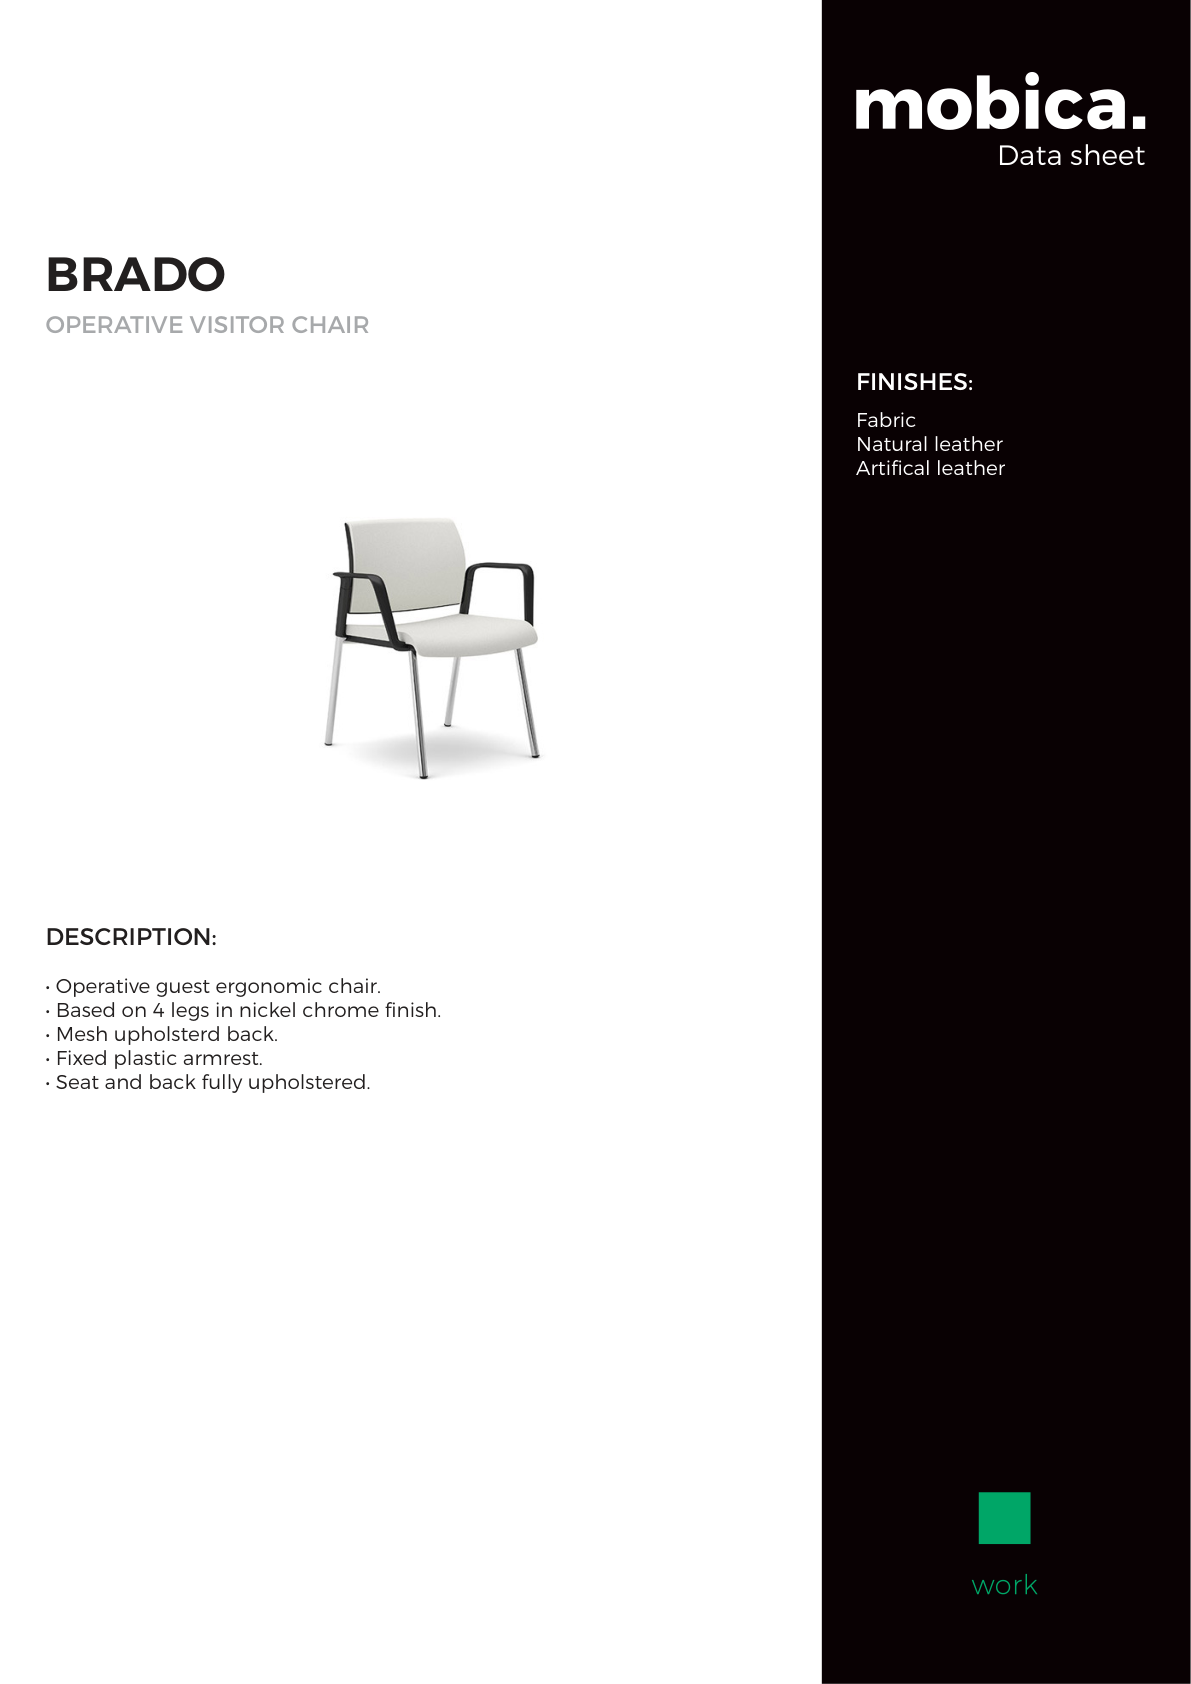 mobica.
Data sheet
BRADO
OPERATIVE VISITOR CHAIR
FINISHES:
Fabric
Natural leather
Artifical leather
DESCRIPTION:
• Operative guest ergonomic chair.
• Based on 4 legs in nickel chrome finish.
• Mesh upholsterd back.
• Fixed plastic armrest.
• Seat and back fully upholstered.
work